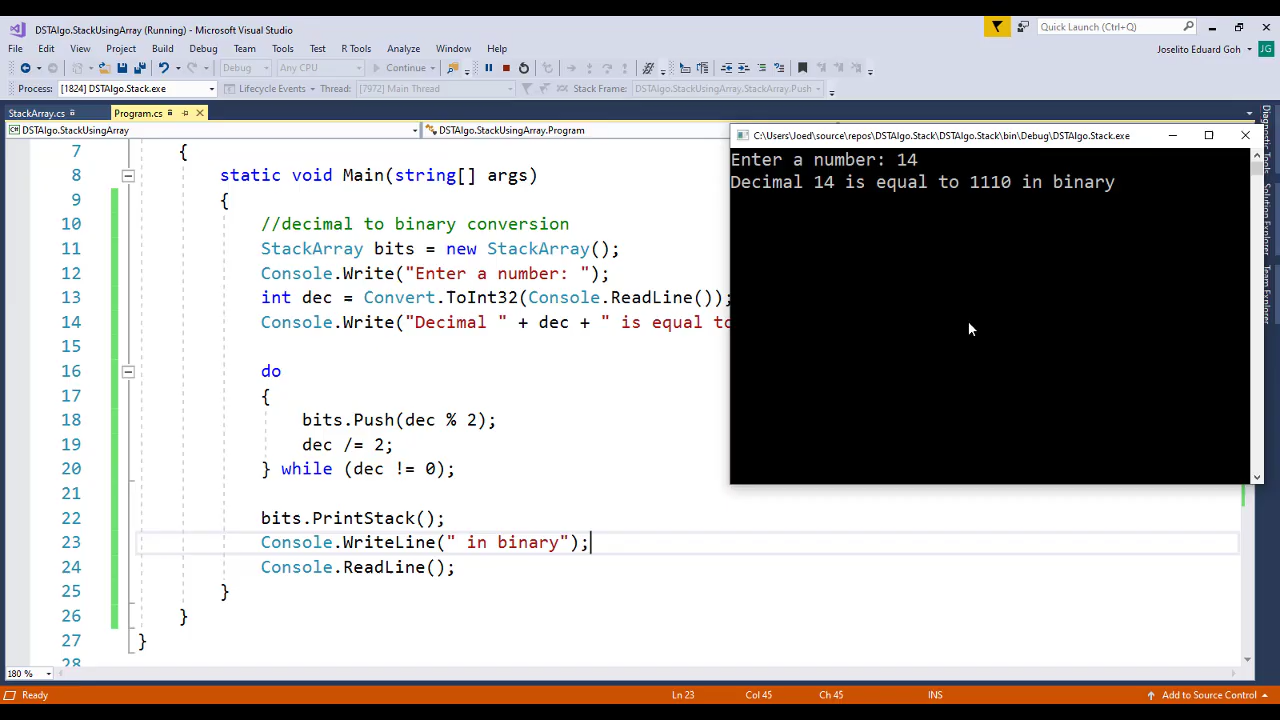 DSTAlgo.StackUsingArray (Running) - Microsoft Visual Studio
Quick Launch (Ctrl+Q)
File Edit View Project Build Debug Team Tools Test R Tools Analyze Window Help
Joselito Eduard Goh JG
Debug Any CPU Continue
Process: [1824] DSTAlgo.Stack.exe Lifecycle Events Thread: [7972] Main Thread Stack Frame: DSTAlgo.StackUsingArray.StackArray.Push
StackArray.cs Program.cs
DSTAlgo.StackUsingArray DSTAlgo.StackUsingArray.Program
7 {
8 static void Main(string[] args)
9 {
10 //decimal to binary conversion
11 StackArray bits = new StackArray();
12 Console.Write("Enter a number: ");
13 int dec = Convert.ToInt32(Console.ReadLine());
14 Console.Write("Decimal " + dec + " is equal to
15
16 do
17 {
18 bits.Push(dec % 2);
19 dec /= 2;
20 } while (dec != 0);
21
22 bits.PrintStack();
23 Console.WriteLine(" in binary");
24 Console.ReadLine();
25 }
26 }
27 }
28
C:\Users\Joed\source\repos\DSTAlgo.Stack\DSTAlgo.Stack\bin\Debug\DSTAlgo.Stack.exe
Enter a number: 14
Decimal 14 is equal to 1110 in binary
Diagnostic Tools
Solution Explorer
Team Explorer
180 %
Ready Ln 23 Col 45 Ch 45 INS Add to Source Control